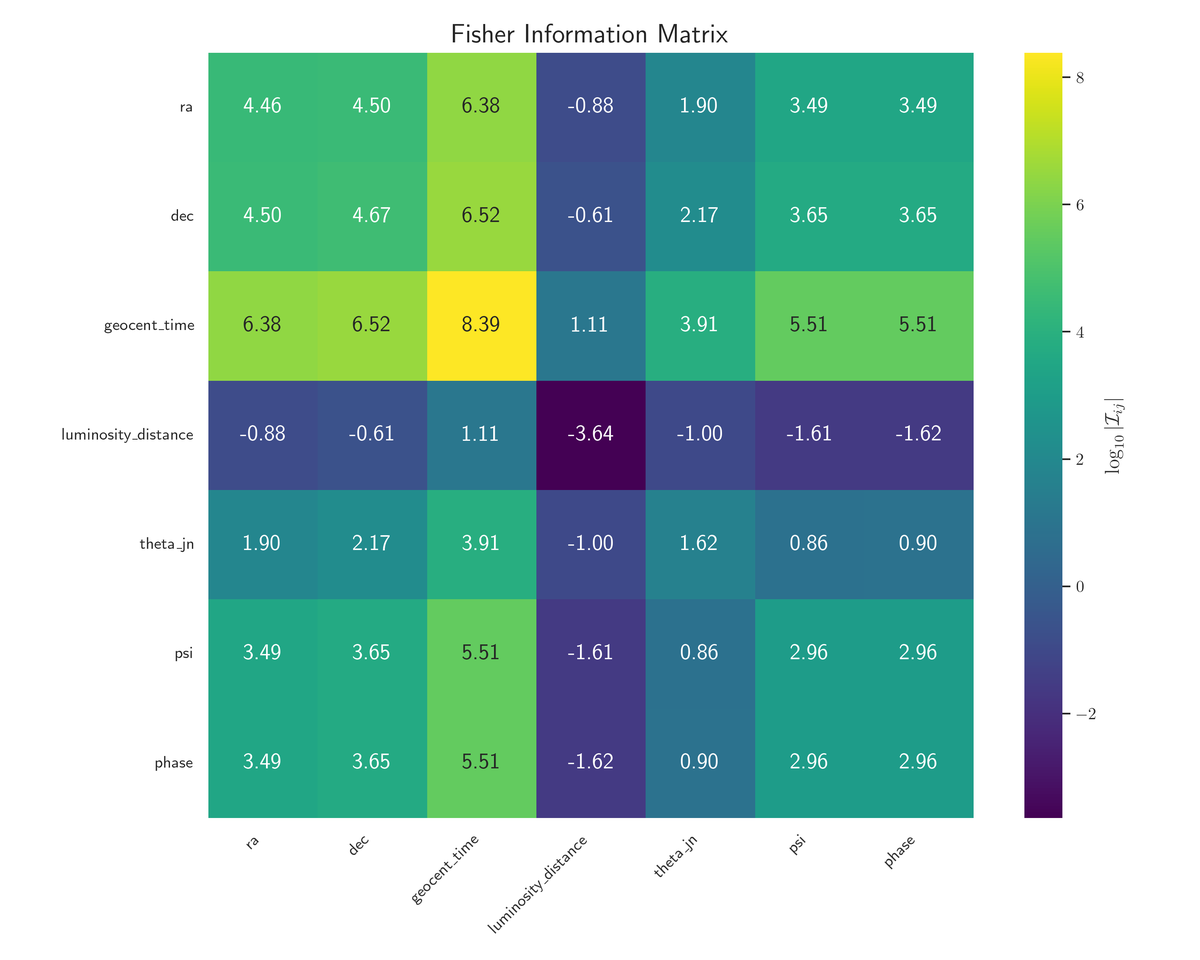 Fisher Information Matrix
ra 4.46 4.50 6.38 -0.88 1.90 3.49 3.49
dec 4.50 4.67 6.52 -0.61 2.17 3.65 3.65
geocent_time 6.38 6.52 8.39 1.11 3.91 5.51 5.51
luminosity_distance -0.88 -0.61 1.11 -3.64 -1.00 -1.61 -1.62
theta_jn 1.90 2.17 3.91 -1.00 1.62 0.86 0.90
psi 3.49 3.65 5.51 -1.61 0.86 2.96 2.96
phase 3.49 3.65 5.51 -1.62 0.90 2.96 2.96
ra dec geocent_time luminosity_distance theta_jn psi phase
8
6
4
2
0
−2
log₁₀ |ℐᵢⱼ|